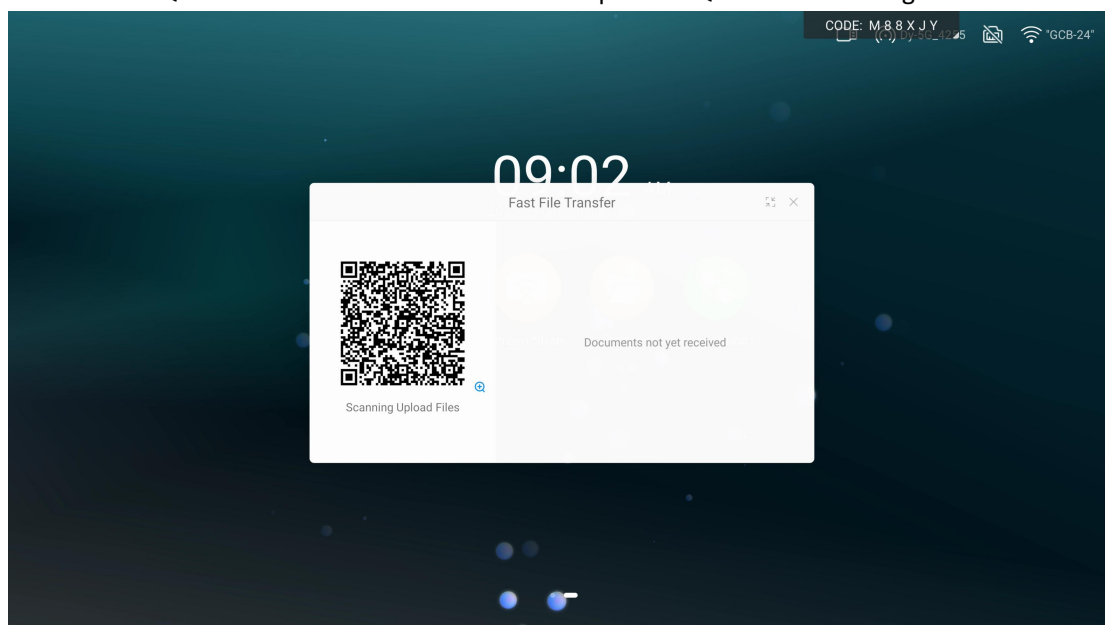 CODE: M 8 8 X J Y
"GCB-24"
09:02
Fast File Transfer
Documents not yet received
Scanning Upload Files